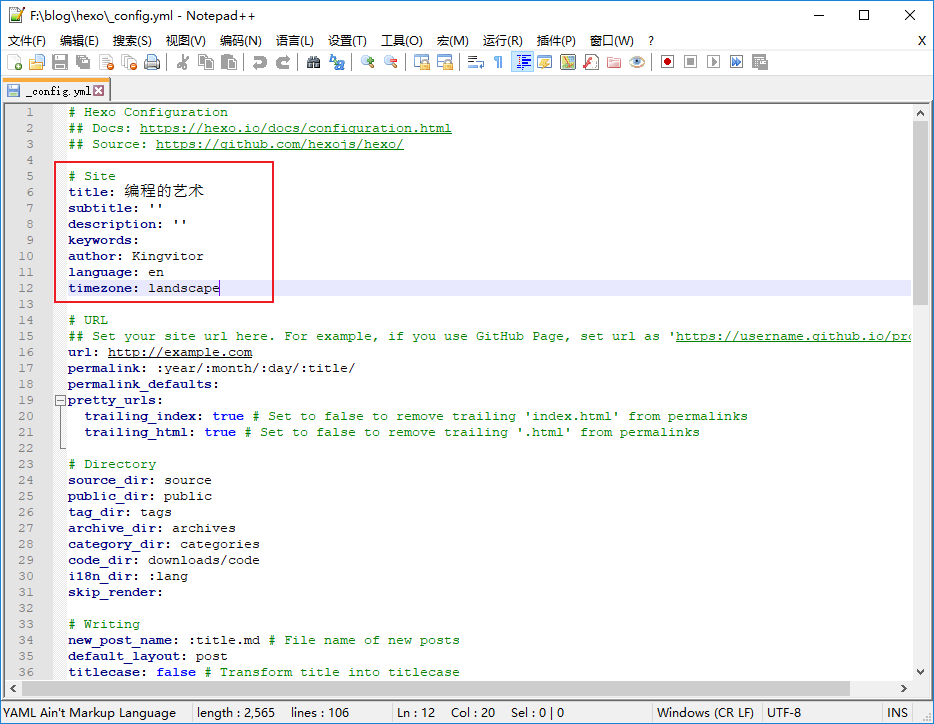 F:\blog\hexo\_config.yml - Notepad++
文件(F) 编辑(E) 搜索(S) 视图(V) 编码(N) 语言(L) 设置(T) 工具(O) 宏(M) 运行(R) 插件(P) 窗口(W) ? X
_config.yml
1 # Hexo Configuration
2 ## Docs: https://hexo.io/docs/configuration.html
3 ## Source: https://github.com/hexojs/hexo/
4
5 # Site
6 title: 编程的艺术
7 subtitle: ''
8 description: ''
9 keywords:
10 author: Kingvitor
11 language: en
12 timezone: landscape
13
14 # URL
15 ## Set your site url here. For example, if you use GitHub Page, set url as 'https://username.github.io/pro
16 url: http://example.com
17 permalink: :year/:month/:day/:title/
18 permalink_defaults:
19 pretty_urls:
20 trailing_index: true # Set to false to remove trailing 'index.html' from permalinks
21 trailing_html: true # Set to false to remove trailing '.html' from permalinks
22
23 # Directory
24 source_dir: source
25 public_dir: public
26 tag_dir: tags
27 archive_dir: archives
28 category_dir: categories
29 code_dir: downloads/code
30 i18n_dir: :lang
31 skip_render:
32
33 # Writing
34 new_post_name: :title.md # File name of new posts
35 default_layout: post
36 titlecase: false # Transform title into titlecase
YAML Ain't Markup Language length : 2,565 lines : 106 Ln : 12 Col : 20 Sel : 0 | 0 Windows (CR LF) UTF-8 INS